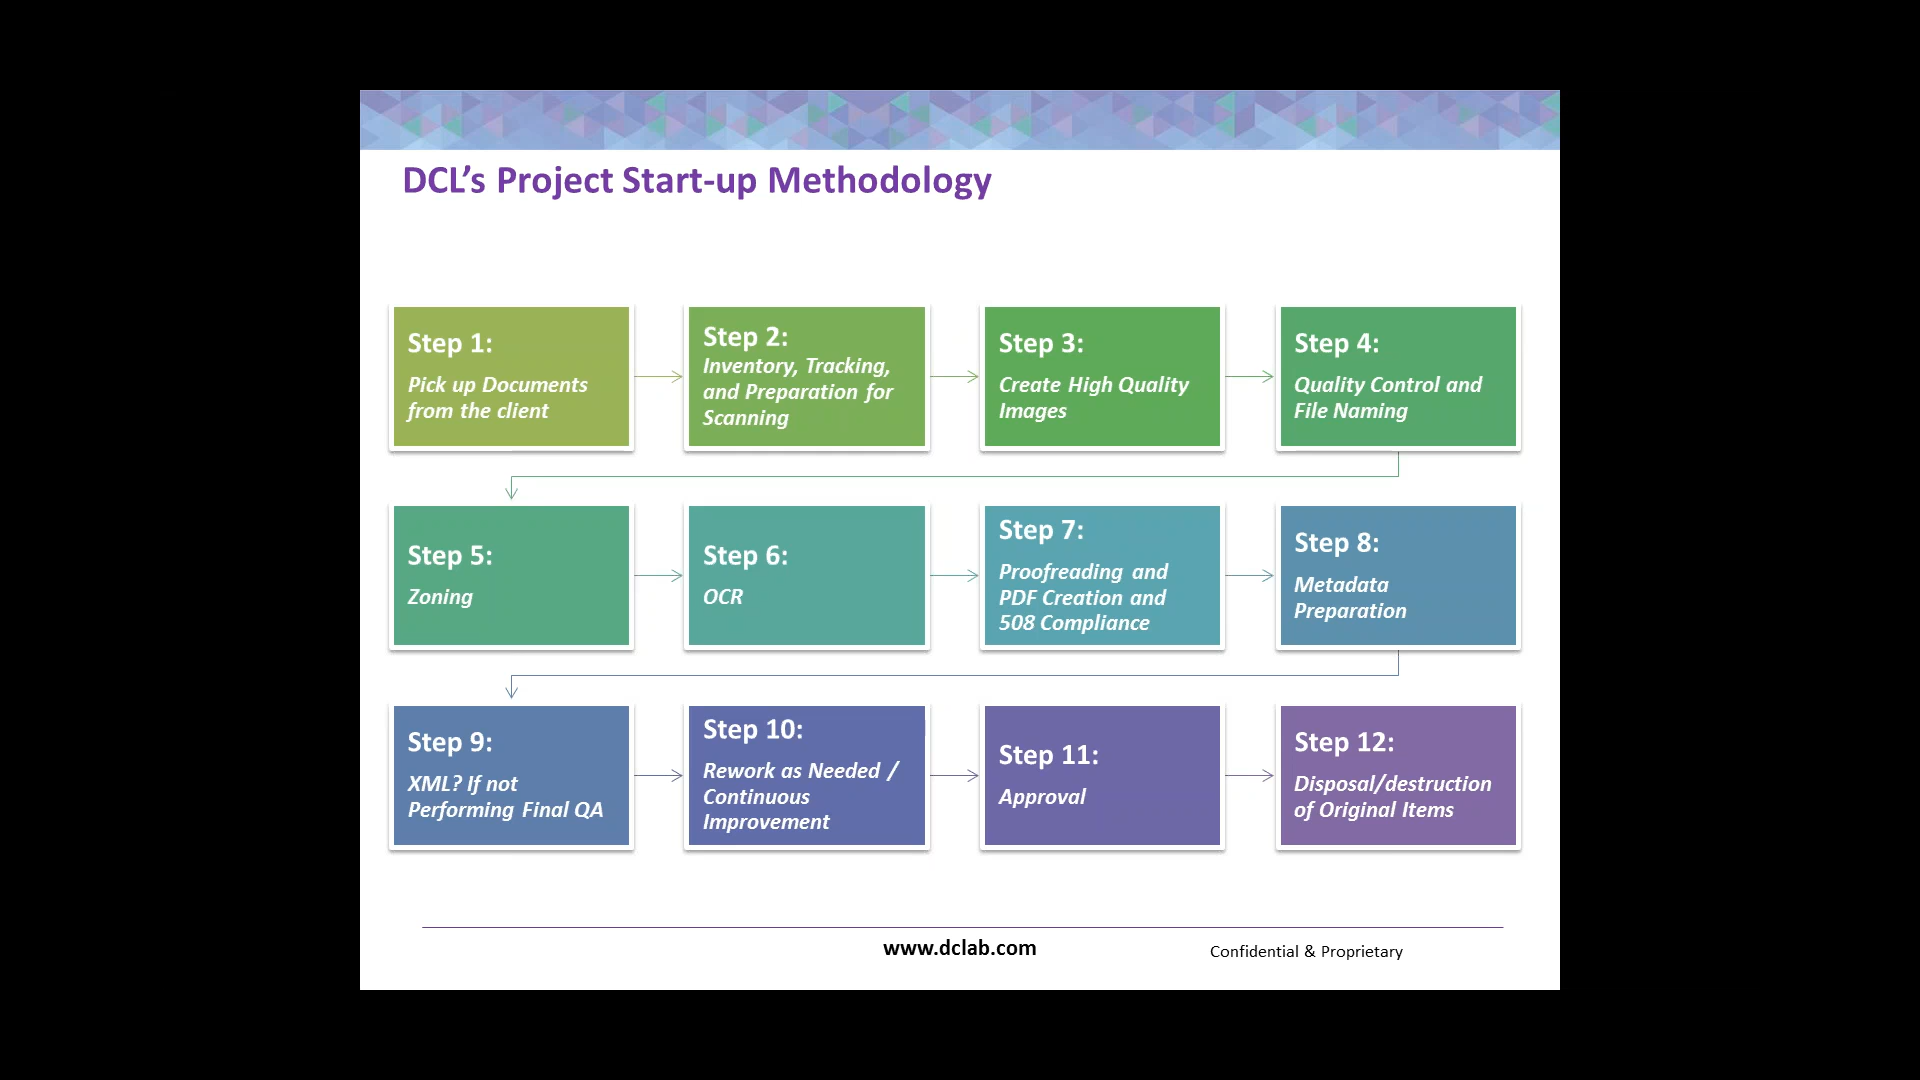 DCL’s Project Start-up Methodology
Step 1:
Pick up Documents
from the client
Step 2:
Inventory, Tracking,
and Preparation for
Scanning
Step 3:
Create High Quality
Images
Step 4:
Quality Control and
File Naming
Step 5:
Zoning
Step 6:
OCR
Step 7:
Proofreading and
PDF Creation and
508 Compliance
Step 8:
Metadata
Preparation
Step 9:
XML? If not
Performing Final QA
Step 10:
Rework as Needed /
Continuous
Improvement
Step 11:
Approval
Step 12:
Disposal/destruction
of Original Items
www.dclab.com
Confidential & Proprietary